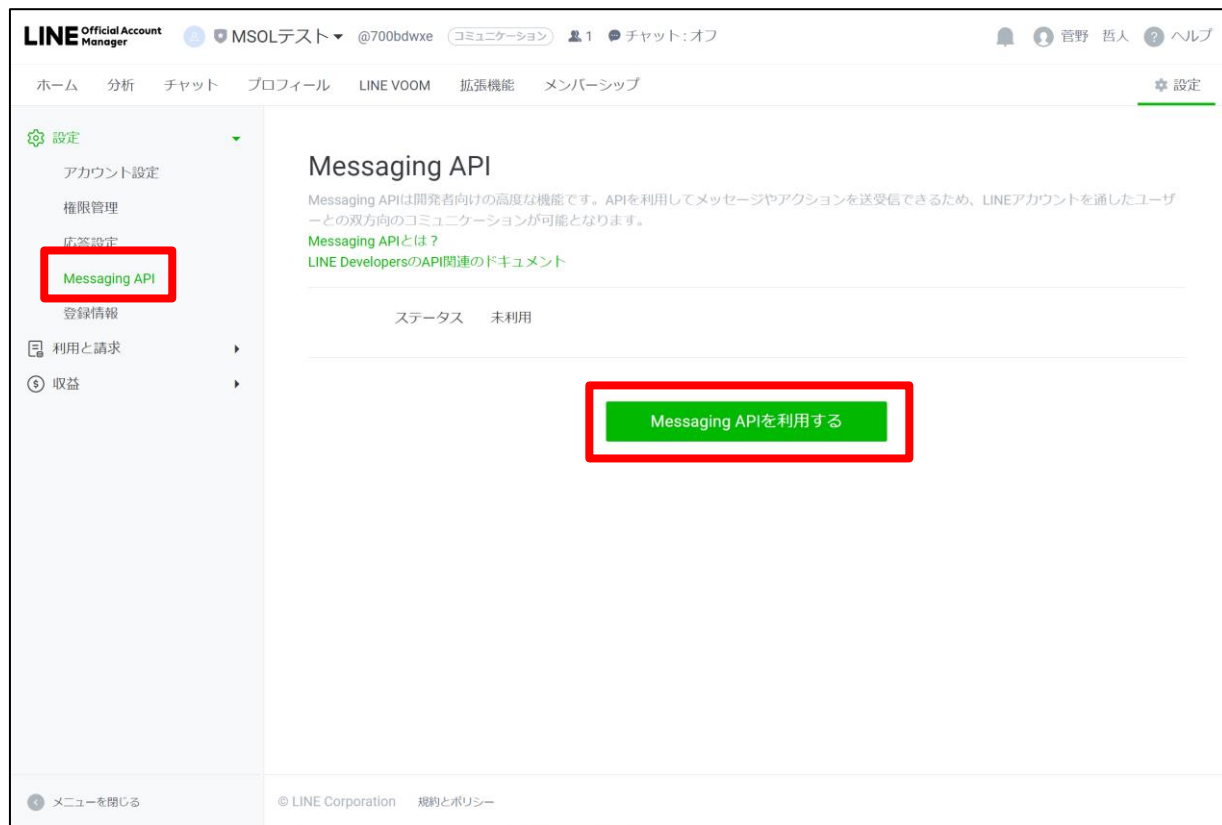 LINE Official Account Manager MSOLテスト @700bdwxe コミュニケーション 1 チャット:オフ 菅野 哲人 ヘルプ
ホーム 分析 チャット プロフィール LINE VOOM 拡張機能 メンバーシップ 設定
設定
アカウント設定
権限管理
応答設定
Messaging API
登録情報
利用と請求
収益
Messaging API
Messaging APIは開発者向けの高度な機能です。APIを利用してメッセージやアクションを送受信できるため、LINEアカウントを通したユーザ
ーとの双方向のコミュニケーションが可能となります。
Messaging APIとは？
LINE DevelopersのAPI関連のドキュメント
ステータス 未利用
Messaging APIを利用する
メニューを閉じる
© LINE Corporation 規約とポリシー